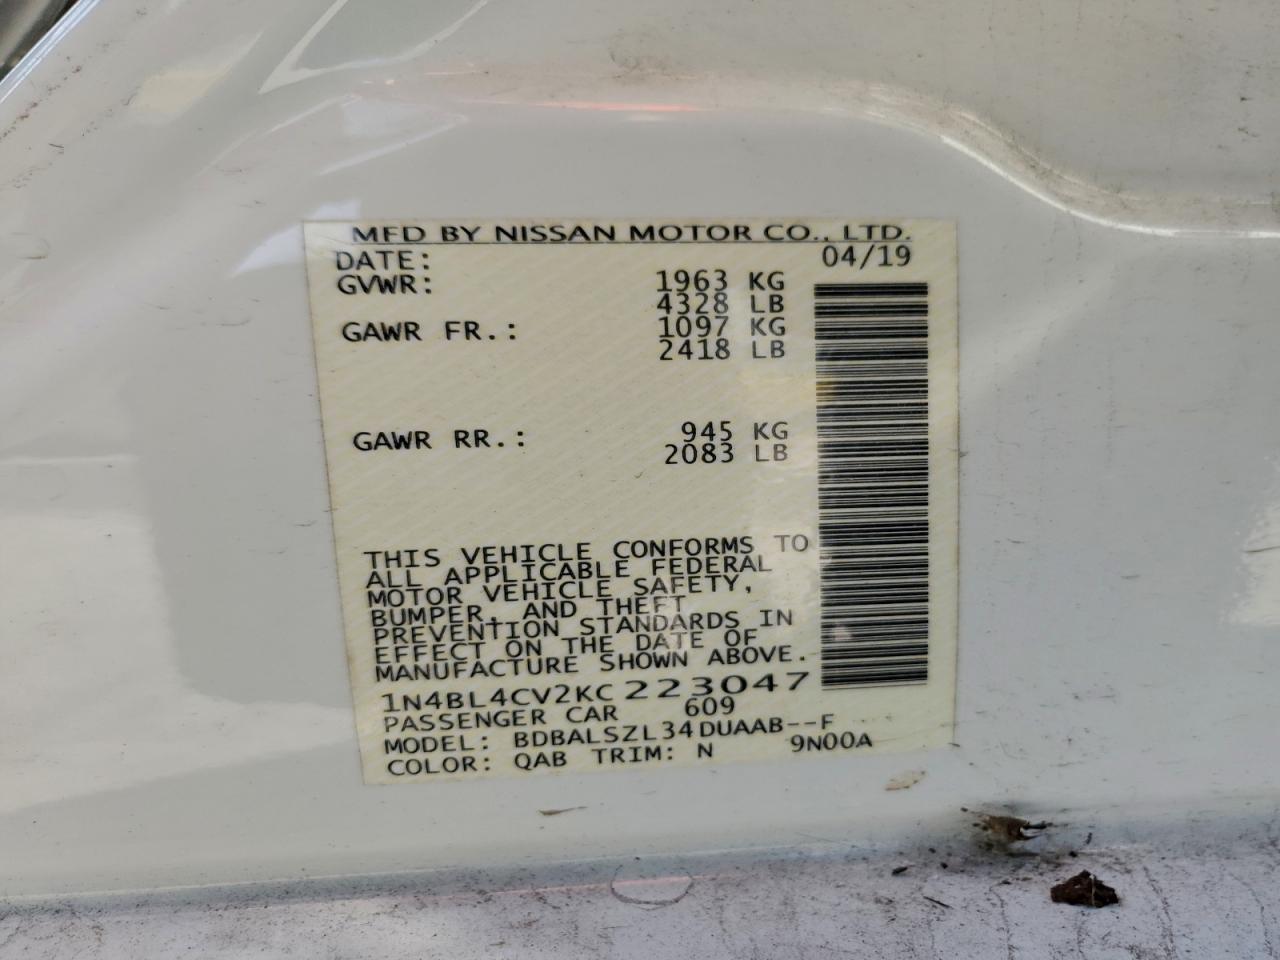 MFD BY NISSAN MOTOR CO., LTD.
DATE: 04/19
GVWR: 1963 KG
4328 LB
GAWR FR.: 1097 KG
2418 LB
GAWR RR.: 945 KG
2083 LB
THIS VEHICLE CONFORMS TO
ALL APPLICABLE FEDERAL
MOTOR VEHICLE SAFETY,
BUMPER, AND THEFT
PREVENTION STANDARDS IN
EFFECT ON THE DATE OF
MANUFACTURE SHOWN ABOVE.
1N4BL4CV2KC223047
PASSENGER CAR 609
MODEL: BDBALSZL34DUAAB--F
COLOR: QAB TRIM: N 9N00A